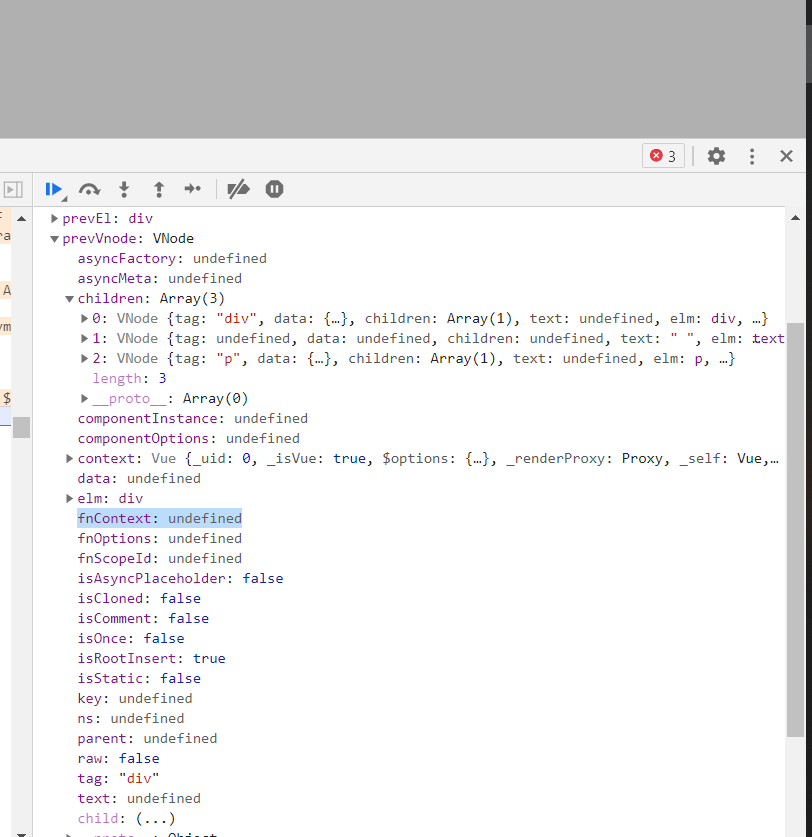 3
prevEl: div
prevVnode: VNode
asyncFactory: undefined
ra
asyncMeta: undefined
A
children: Array(3)
0: VNode {tag: "div", data: {…}, children: Array(1), text: undefined, elm: div, …}
ym
1: VNode {tag: undefined, data: undefined, children: undefined, text: " ", elm: text
2: VNode {tag: "p", data: {…}, children: Array(1), text: undefined, elm: p, …}
length: 3
$
__proto__: Array(0)
componentInstance: undefined
componentOptions: undefined
context: Vue {_uid: 0, _isVue: true, $options: {…}, _renderProxy: Proxy, _self: Vue,…
data: undefined
elm: div
fnContext: undefined
fnOptions: undefined
fnScopeId: undefined
isAsyncPlaceholder: false
isCloned: false
isComment: false
isOnce: false
isRootInsert: true
isStatic: false
key: undefined
ns: undefined
parent: undefined
raw: false
tag: "div"
text: undefined
child: (...)